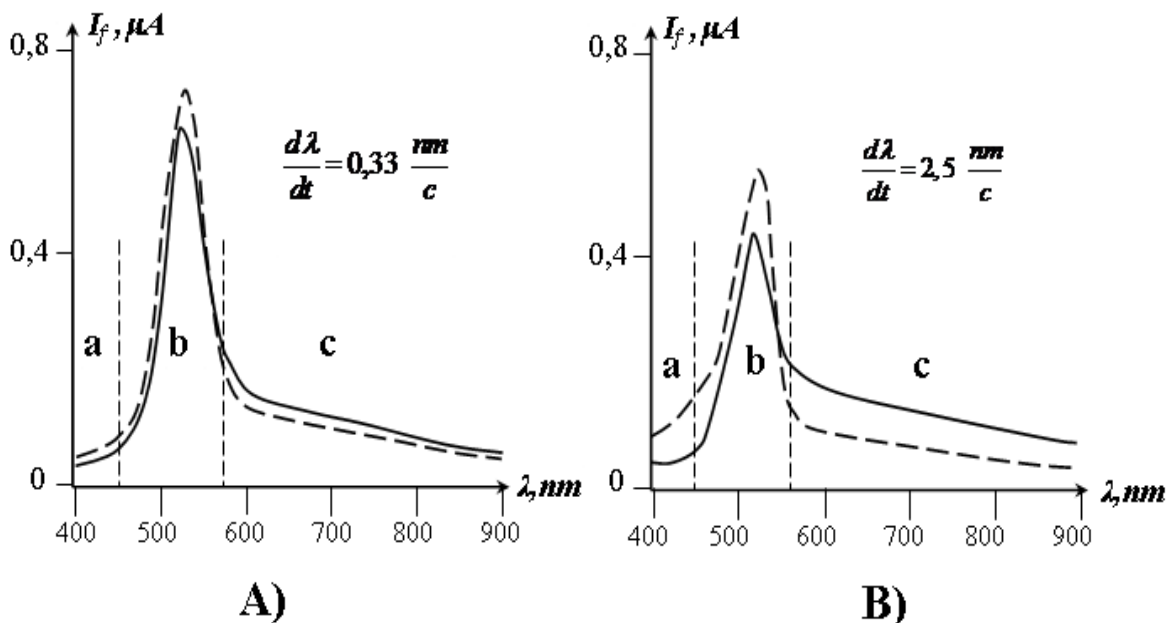 I_f, μA
0,8
dλ/dt = 0,33 nm/c
0,4
a b c
0
λ, nm
400 500 600 700 800 900
A)
I_f, μA
0,8
dλ/dt = 2,5 nm/c
0,4
a b c
0
λ, nm
400 500 600 700 800 900
B)